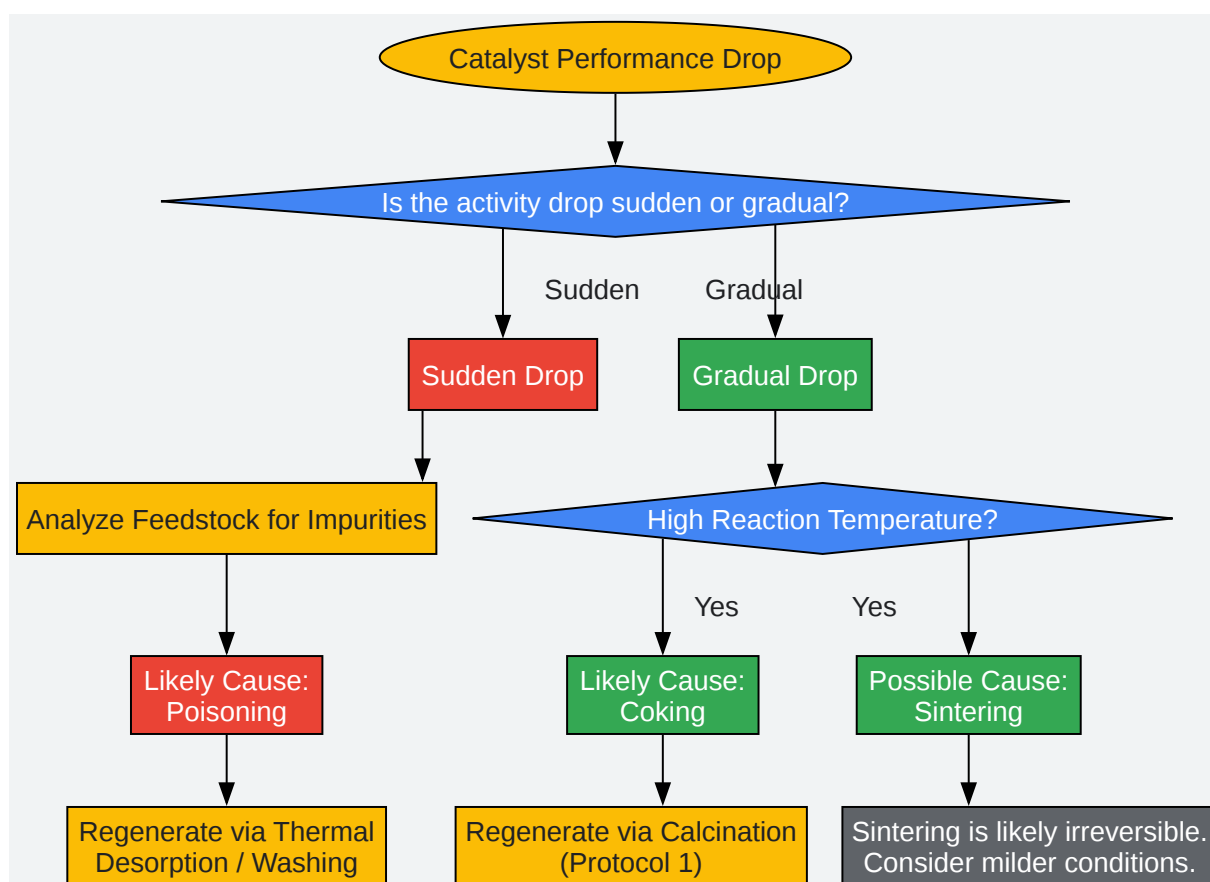 Catalyst Performance Drop
Is the activity drop sudden or gradual?
Sudden
Gradual
Sudden Drop
Gradual Drop
Analyze Feedstock for Impurities
High Reaction Temperature?
Yes
Yes
Likely Cause:
Poisoning
Likely Cause:
Coking
Possible Cause:
Sintering
Regenerate via Thermal
Desorption / Washing
Regenerate via Calcination
(Protocol 1)
Sintering is likely irreversible.
Consider milder conditions.